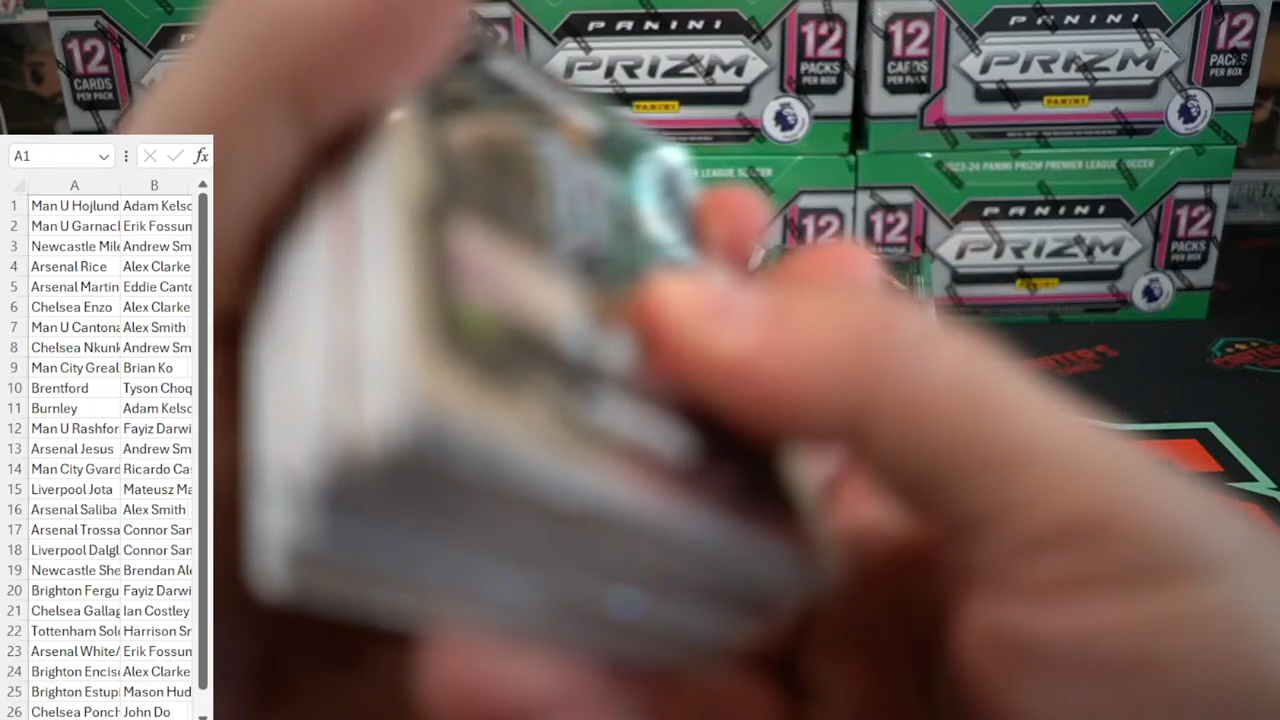 12
CARDS
PER PACK
PANINI
PRIZM
PANINI
12
PACKS
PER BOX
12
CARDS
PER PACK
PANINI
PRIZM
PANINI
12
PACKS
PER BOX
LEAGUE SOCCER
12
2023-24 PANINI PRIZM PREMIER LEAGUE SOCCER
12
PANINI
PRIZM
PANINI
12
PACKS
PER BOX
A1
fx
A B
1 Man U Hojlund Adam Kelso
2 Man U Garnacl Erik Fossun
3 Newcastle Mile Andrew Sm
4 Arsenal Rice Alex Clarke
5 Arsenal Martin Eddie Canto
6 Chelsea Enzo Alex Clarke
7 Man U Cantona Alex Smith
8 Chelsea Nkunk Andrew Sm
9 Man City Greal Brian Ko
10 Brentford Tyson Choq
11 Burnley Adam Kelso
12 Man U Rashfor Fayiz Darwi
13 Arsenal Jesus Andrew Sm
14 Man City Gvard Ricardo Ca
15 Liverpool Jota Mateusz Ma
16 Arsenal Saliba Alex Smith
17 Arsenal Trossa Connor San
18 Liverpool Dalgl Connor San
19 Newcastle She Brendan Ale
20 Brighton Fergu Fayiz Darwi
21 Chelsea Gallag Ian Costley
22 Tottenham Sol Harrison Sr
23 Arsenal White/ Erik Fossun
24 Brighton Encis Alex Clarke
25 Brighton Estup Mason Hud
26 Chelsea Ponch John Do